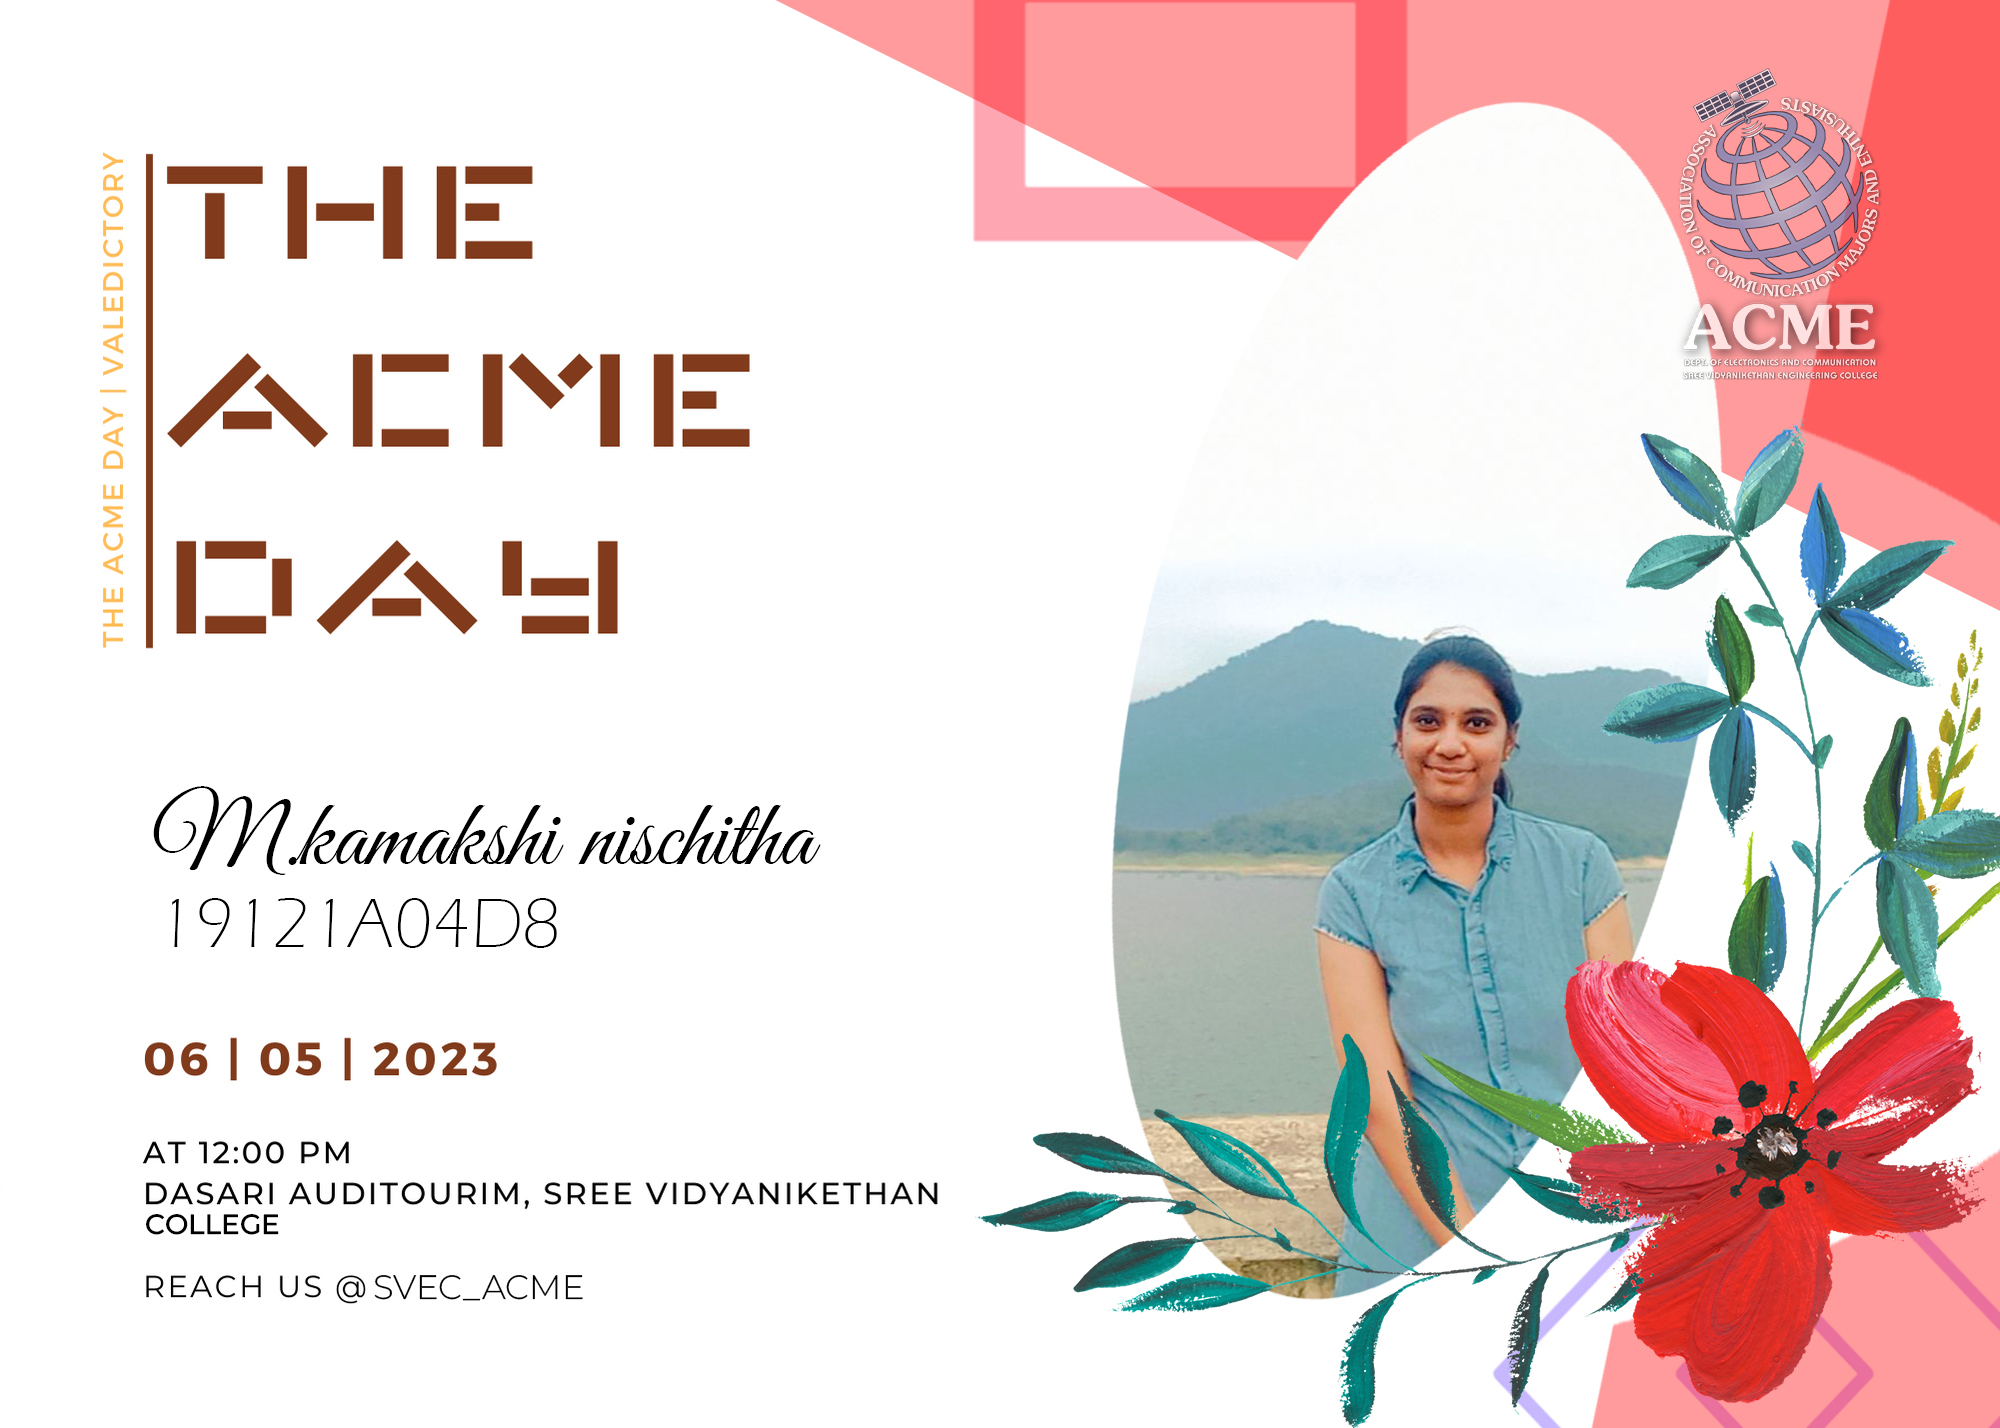 THE ACME DAY | VALEDICTORY
THE
ACME
DAY
M.kamakshi nischitha
19121A04D8
06 | 05 | 2023
AT 12:00 PM
DASARI AUDITOURIM, SREE VIDYANIKETHAN
COLLEGE
REACH US @SVEC_ACME
ASSOCIATION OF COMMUNICATION MAJORS AND ENTHUSIASTS
ACME
DEPT. OF ELECTRONICS AND COMMUNICATION
SREE VIDYANIKETHAN ENGINEERING COLLEGE